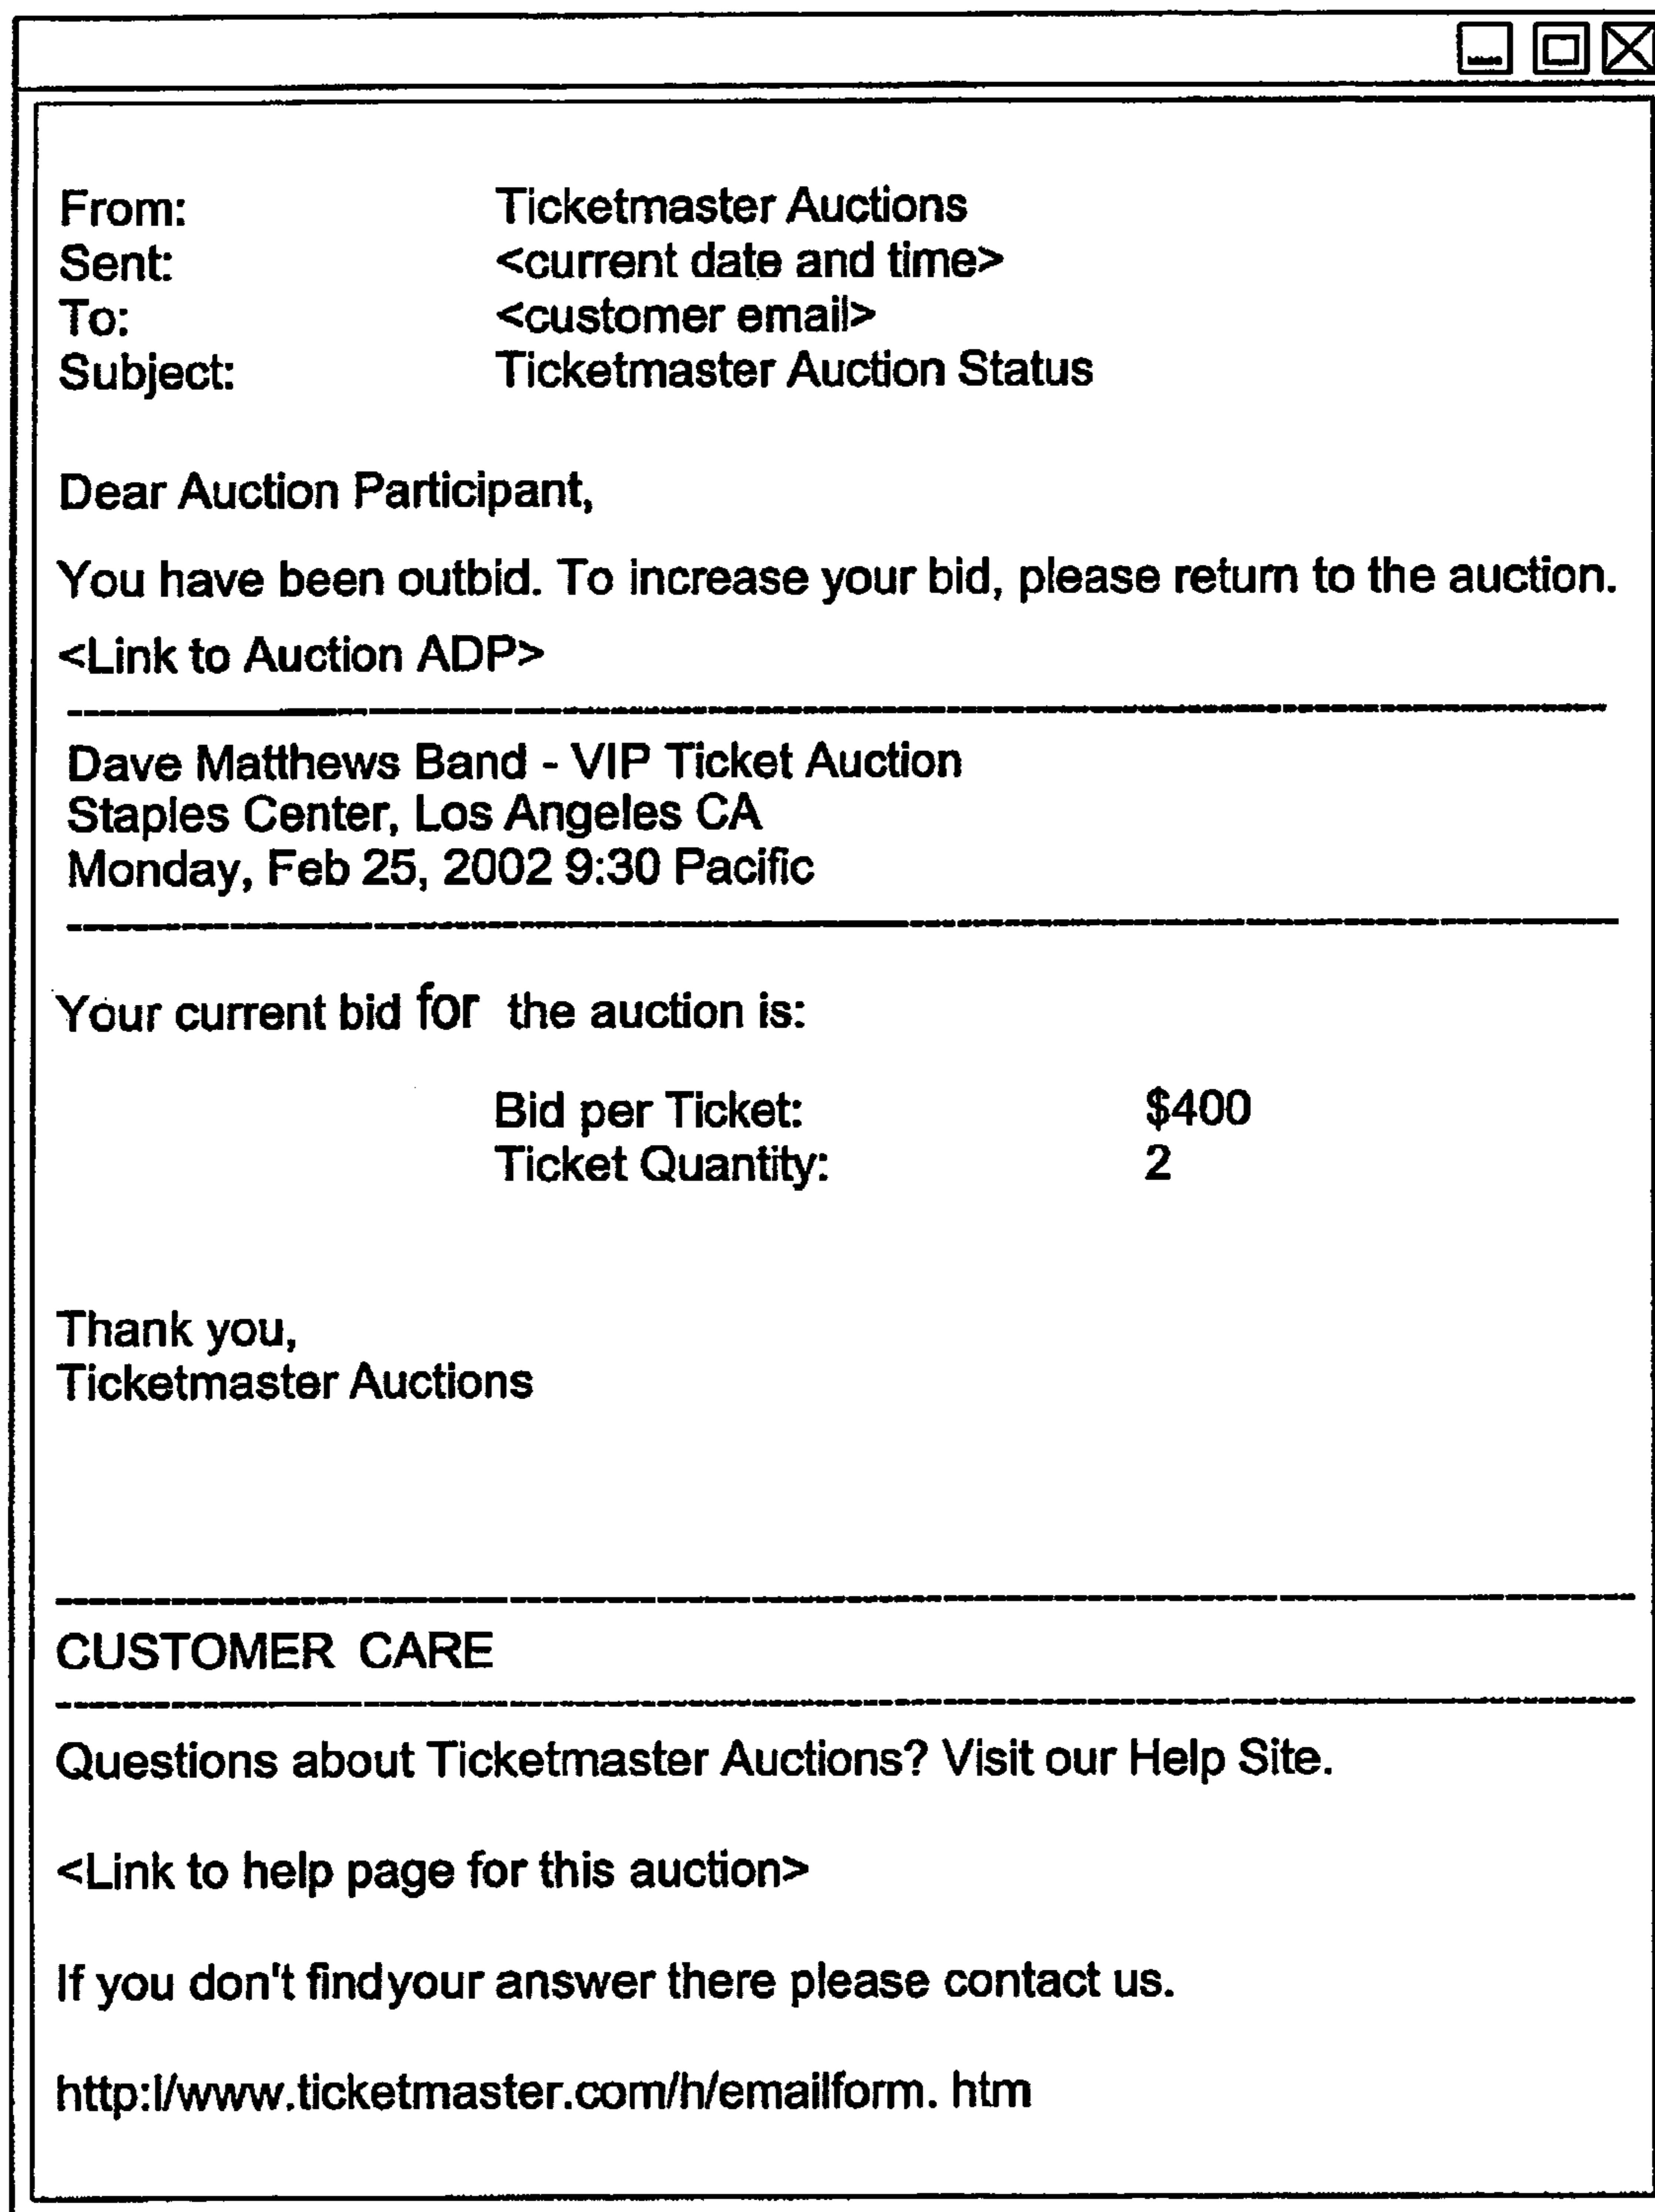 From: Ticketmaster Auctions
Sent: <current date and time>
To: <customer email>
Subject: Ticketmaster Auction Status
Dear Auction Participant,
You have been outbid. To increase your bid, please return to the auction.
<Link to Auction ADP>
Dave Matthews Band - VIP Ticket Auction
Staples Center, Los Angeles CA
Monday, Feb 25, 2002 9:30 Pacific
Your current bid for the auction is:
Bid per Ticket: $400
Ticket Quantity: 2
Thank you,
Ticketmaster Auctions
CUSTOMER CARE
Questions about Ticketmaster Auctions? Visit our Help Site.
<Link to help page for this auction>
If you don't findyour answer there please contact us.
http:l/www.ticketmaster.com/h/emailform. htm